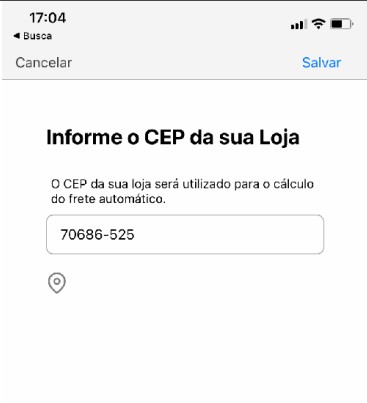 17:04
◀ Busca
Cancelar
Salvar
Informe o CEP da sua Loja
O CEP da sua loja será utilizado para o cálculo
do frete automático.
70686-525